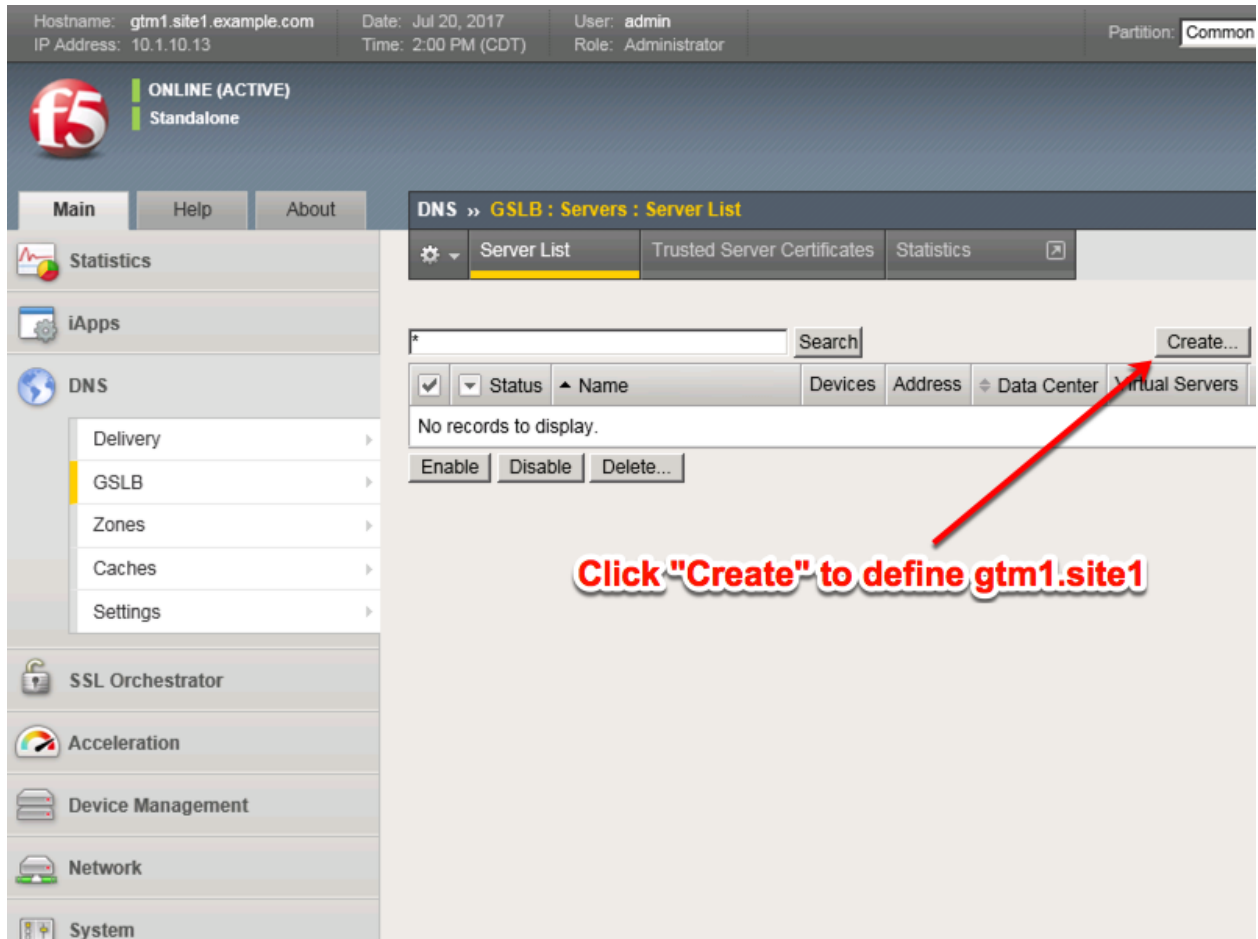 Hostname: gtm1.site1.example.com Date: Jul 20, 2017 User: admin Partition: Common
IP Address: 10.1.10.13 Time: 2:00 PM (CDT) Role: Administrator
f5
ONLINE (ACTIVE)
Standalone
Main Help About
DNS » GSLB : Servers : Server List
Server List Trusted Server Certificates Statistics
Statistics
iApps
* Search Create...
Status Name Devices Address Data Center Virtual Servers
No records to display.
Enable Disable Delete...
DNS
Delivery
GSLB
Zones
Caches
Settings
Click "Create" to define gtm1.site1
SSL Orchestrator
Acceleration
Device Management
Network
System